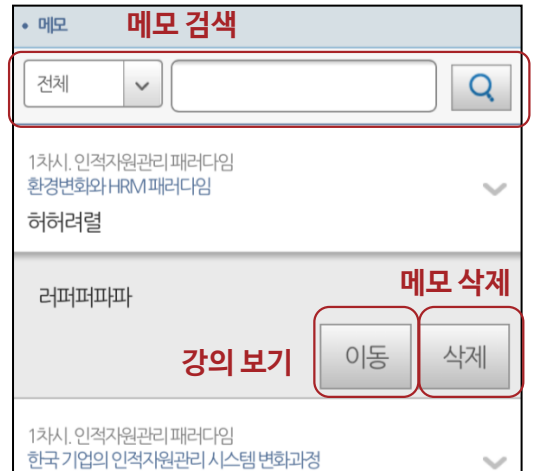 • 메모 메모 검색
전체
1차시. 인적자원관리 패러다임
환경변화와 HRM 패러다임
허허려렬
메모 삭제
러퍼퍼파파
강의 보기 이동 삭제
1차시. 인적자원관리 패러다임
한국 기업의 인적자원관리 시스템 변화과정